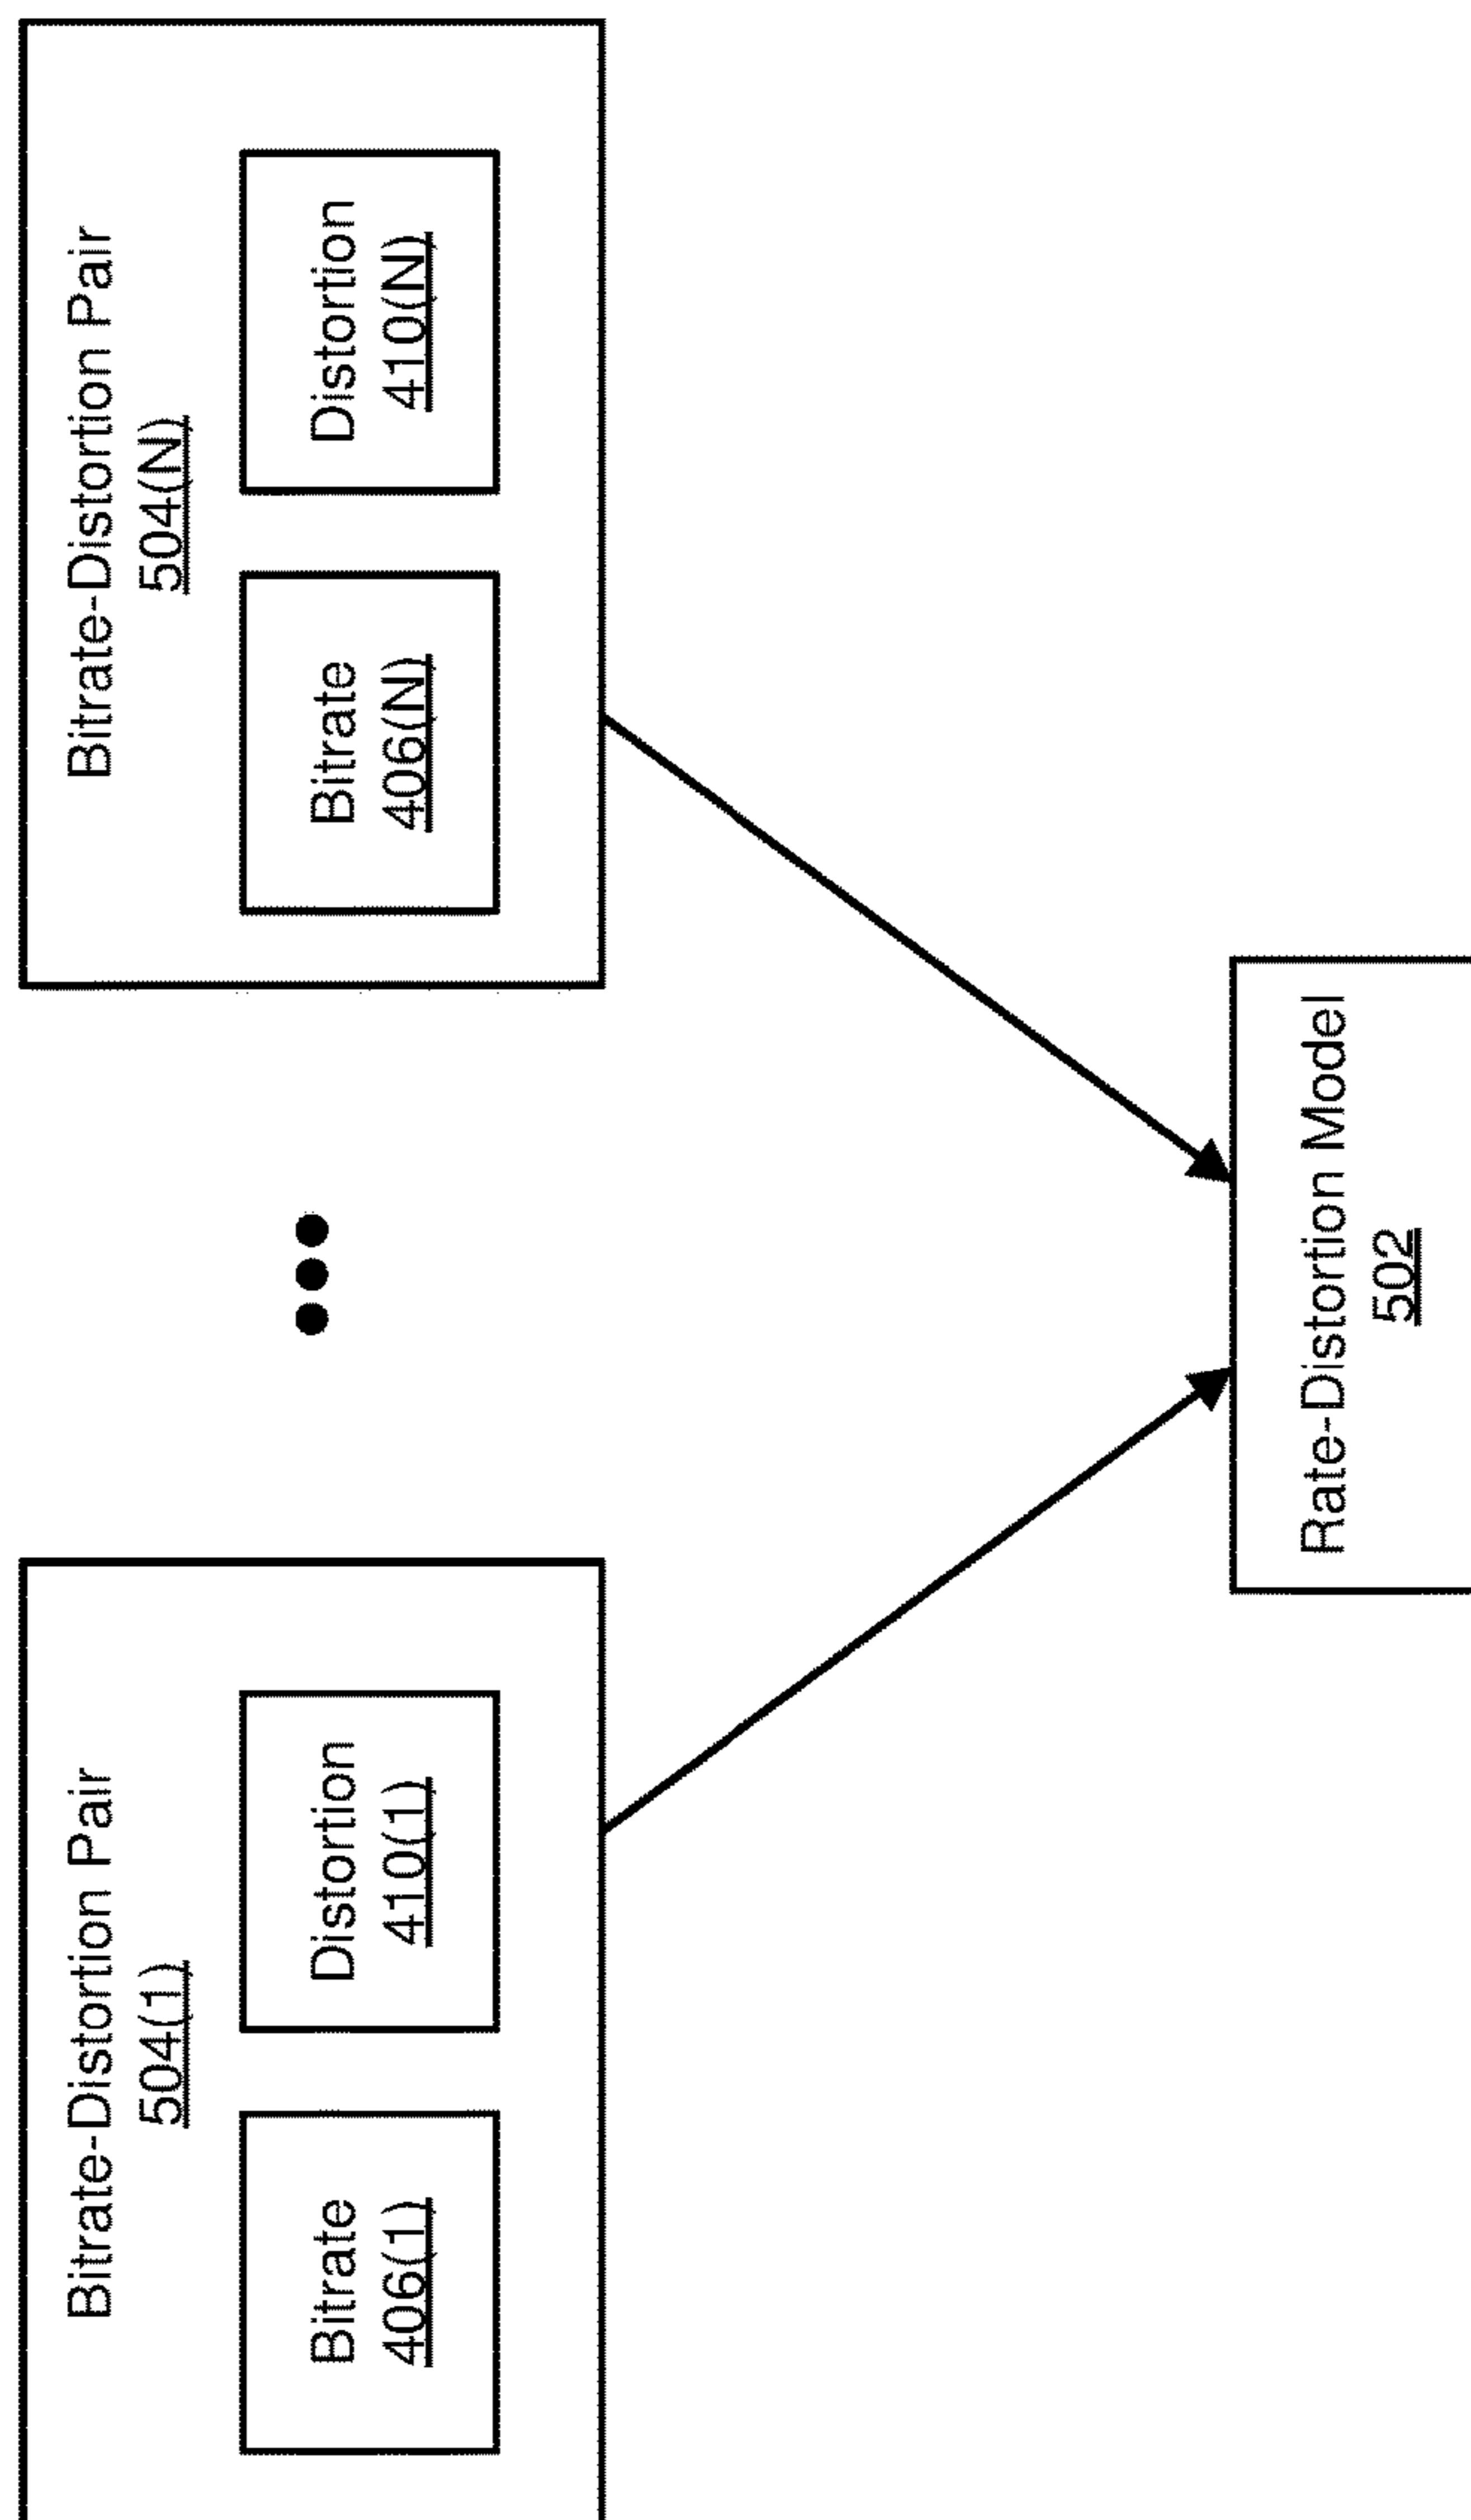 Bitrate-Distortion Pair
504(1)
Bitrate
406(1)
Distortion
410(1)
Bitrate-Distortion Pair
504(N)
Bitrate
406(N)
Distortion
410(N)
Rate-Distortion Model
502